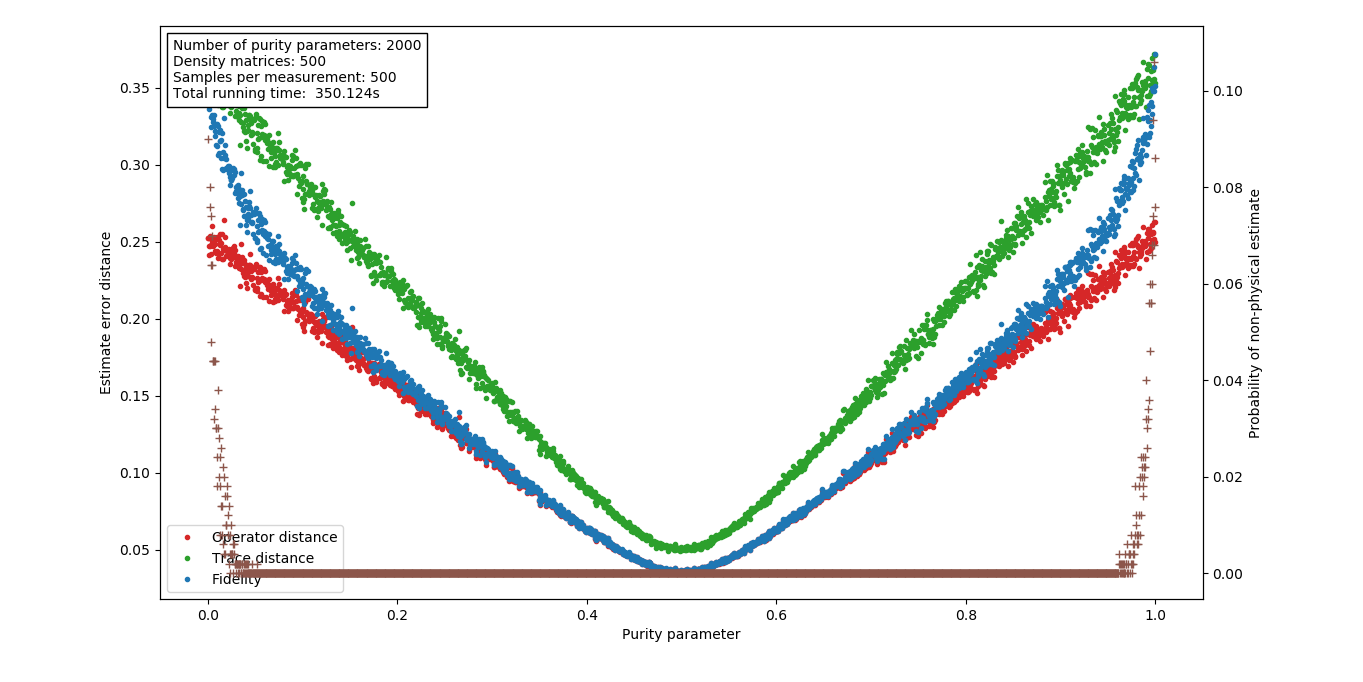 Number of purity parameters: 2000
Density matrices: 500
Samples per measurement: 500
Total running time:  350.124s
0.35
0.30
0.25
0.20
0.15
0.10
0.05
Estimate error distance
0.10
0.08
0.06
0.04
0.02
0.00
Probability of non-physical estimate
Operator distance
Trace distance
Fidelity
0.0 0.2 0.4 0.6 0.8 1.0
Purity parameter